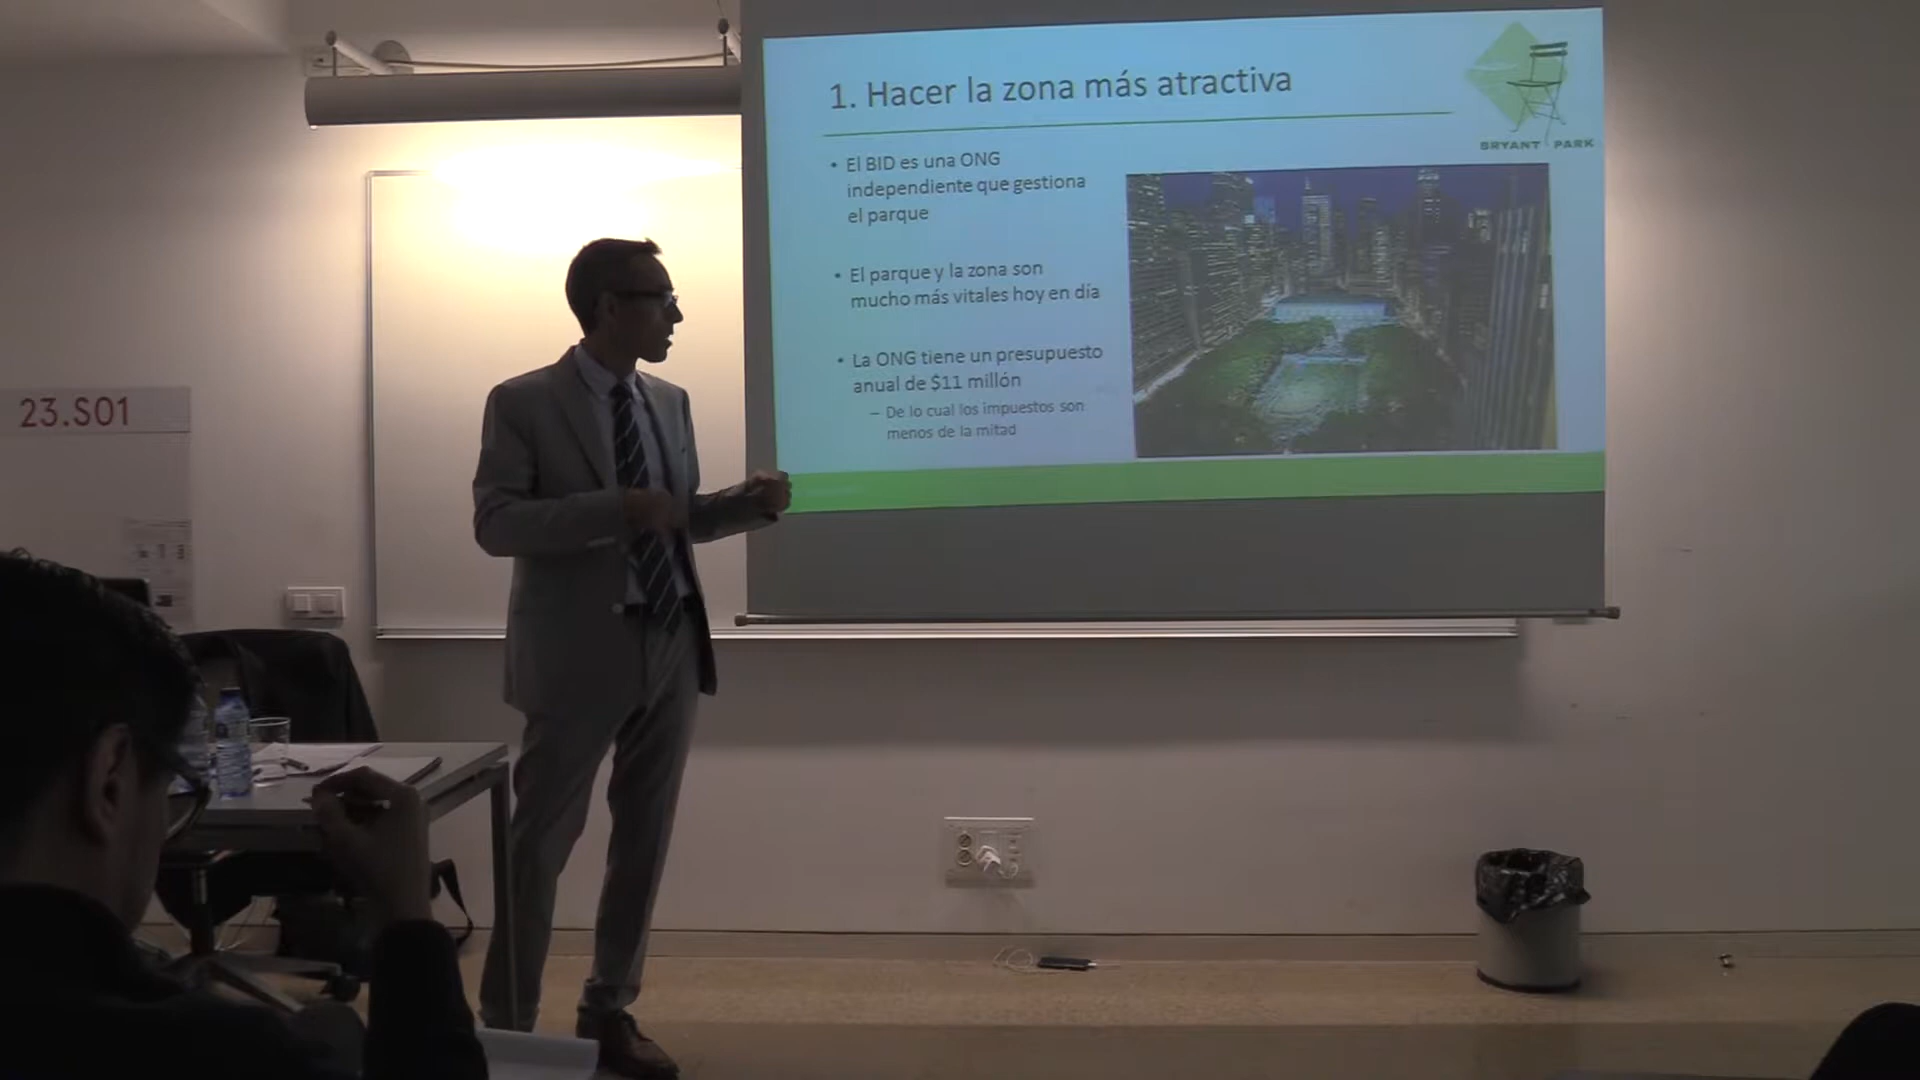 1. Hacer la zona más atractiva
BRYANT PARK
• El BID es una ONG
independiente que gestiona
el parque
• El parque y la zona son
mucho más vitales hoy en día
• La ONG tiene un presupuesto
anual de $11 millón
– De lo cual los impuestos son
menos de la mitad
23.S01